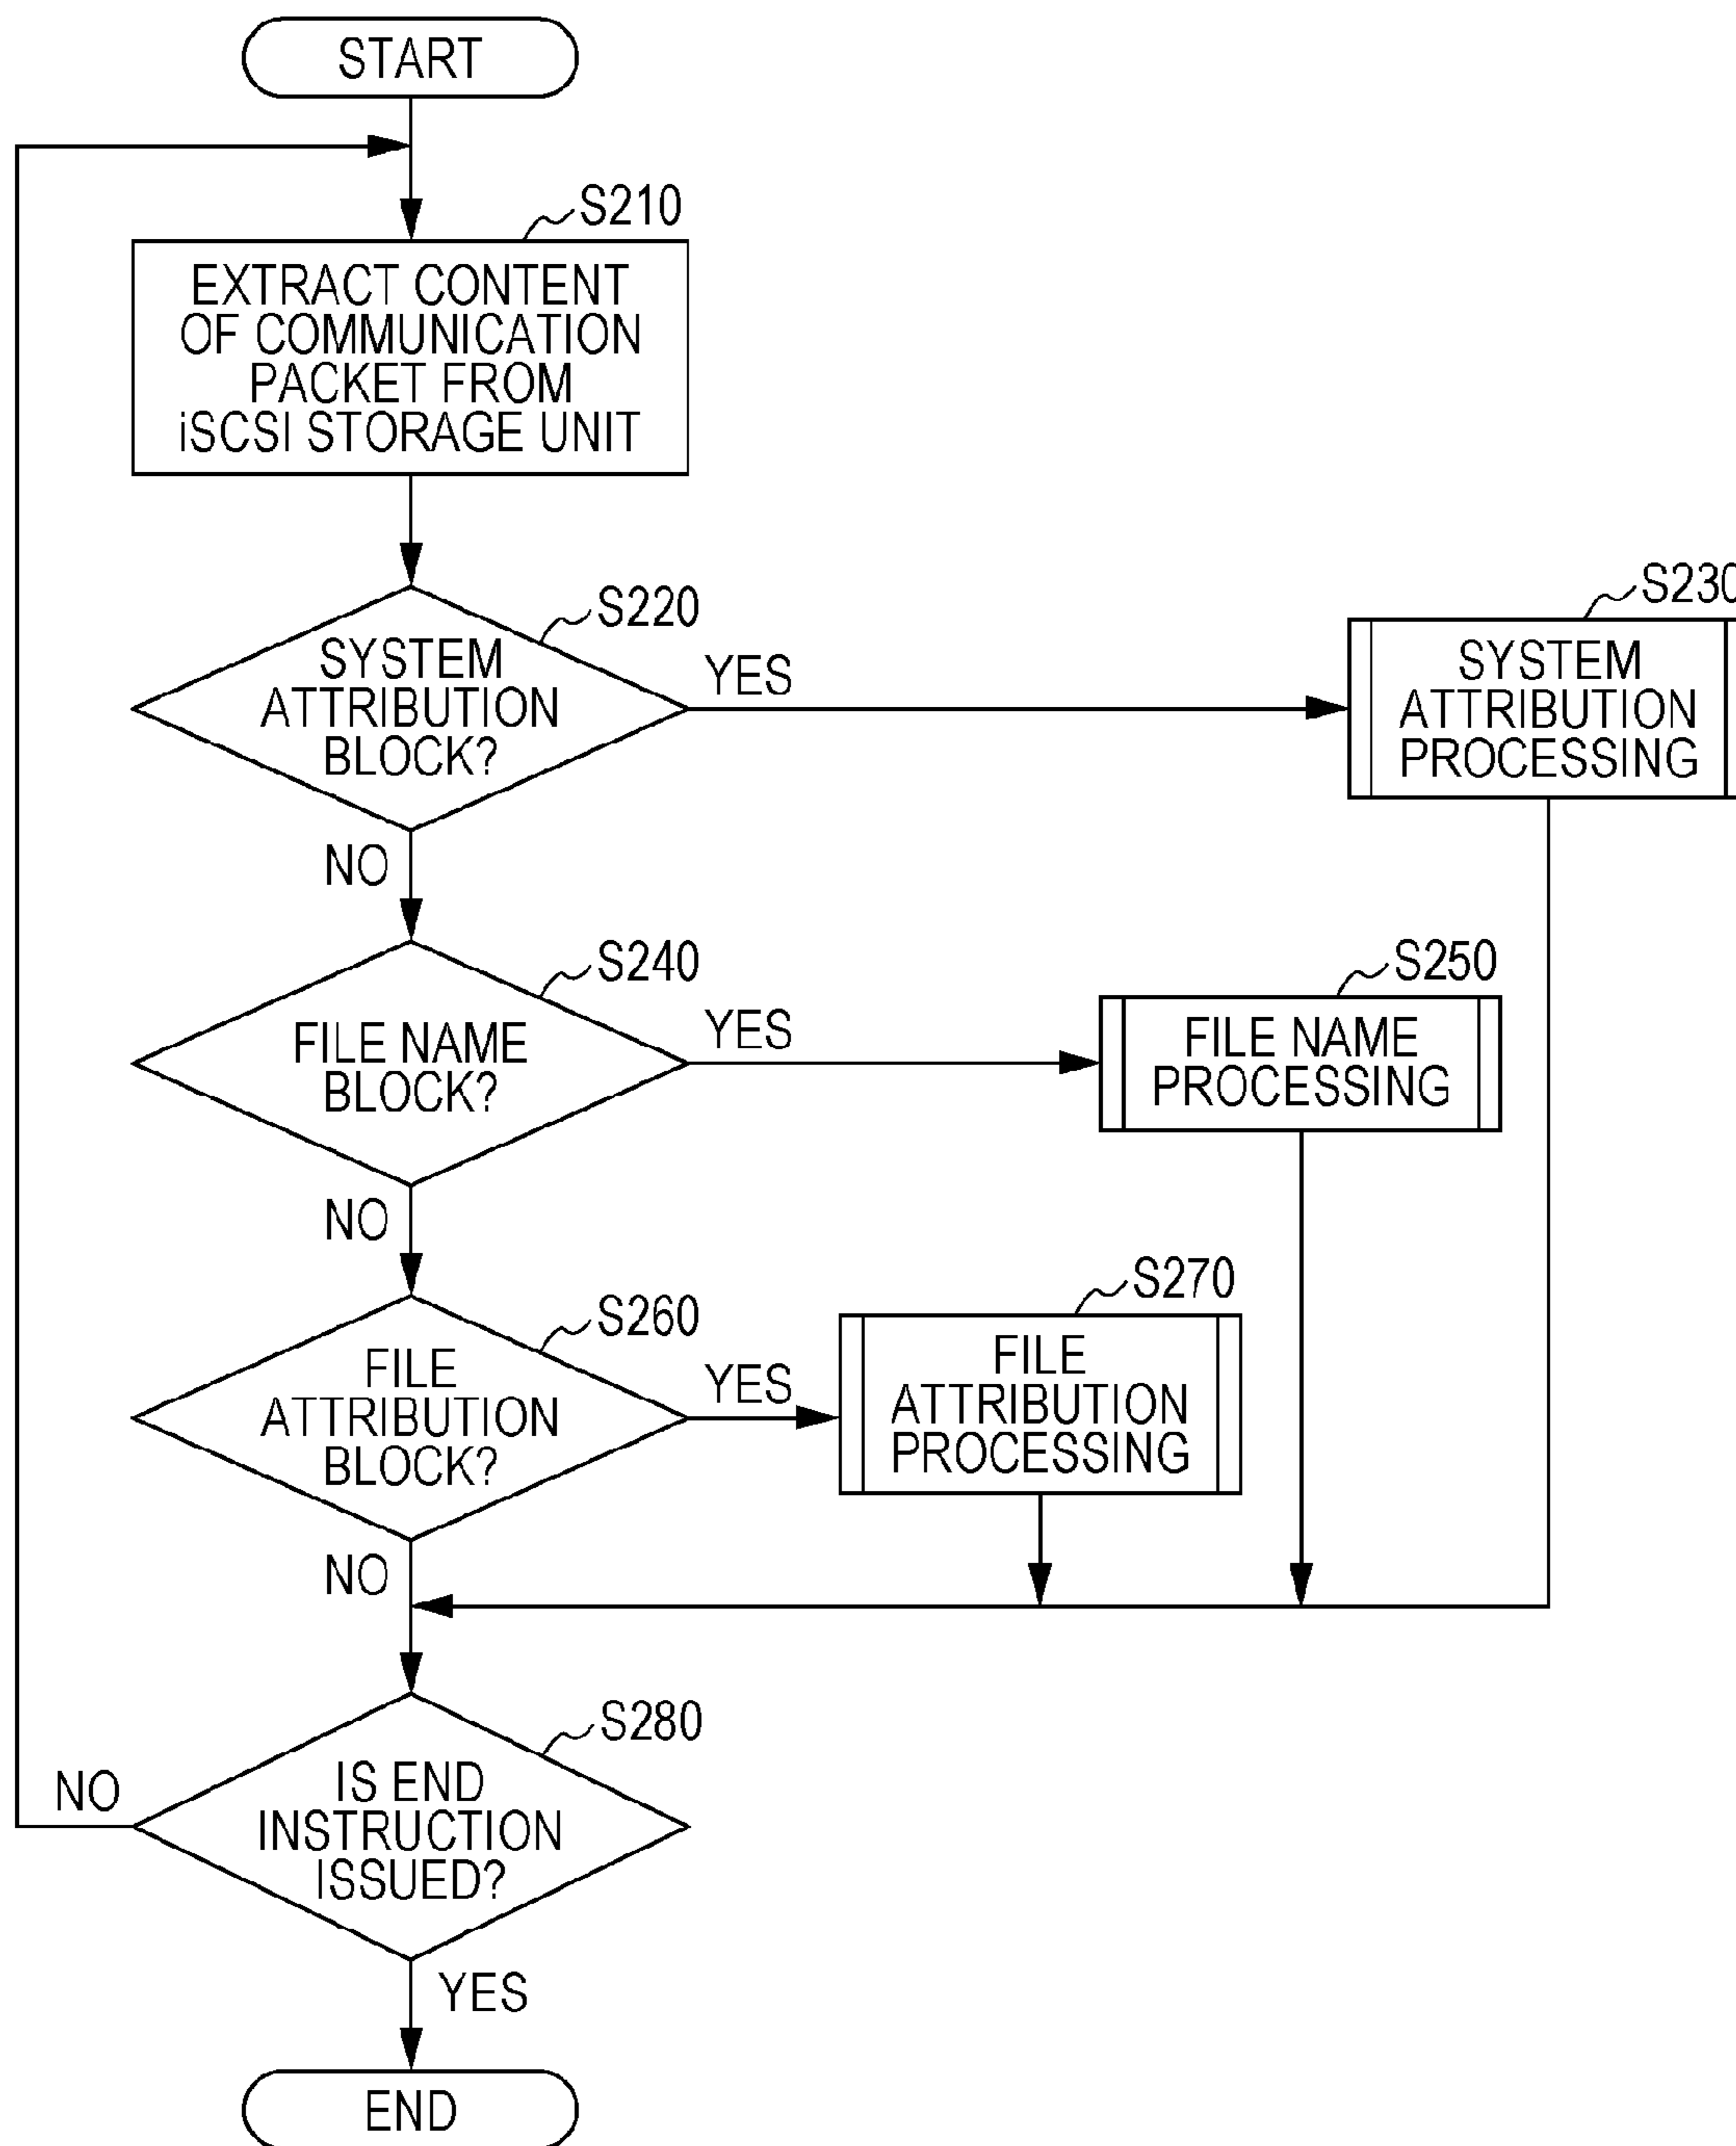 START
S210
EXTRACT CONTENT
OF COMMUNICATION
PACKET FROM
iSCSI STORAGE UNIT
S220
SYSTEM
ATTRIBUTION
BLOCK?
YES
S230
SYSTEM
ATTRIBUTION
PROCESSING
NO
S240
FILE NAME
BLOCK?
YES
S250
FILE NAME
PROCESSING
NO
S260
FILE
ATTRIBUTION
BLOCK?
YES
S270
FILE
ATTRIBUTION
PROCESSING
NO
S280
IS END
INSTRUCTION
ISSUED?
NO
YES
END